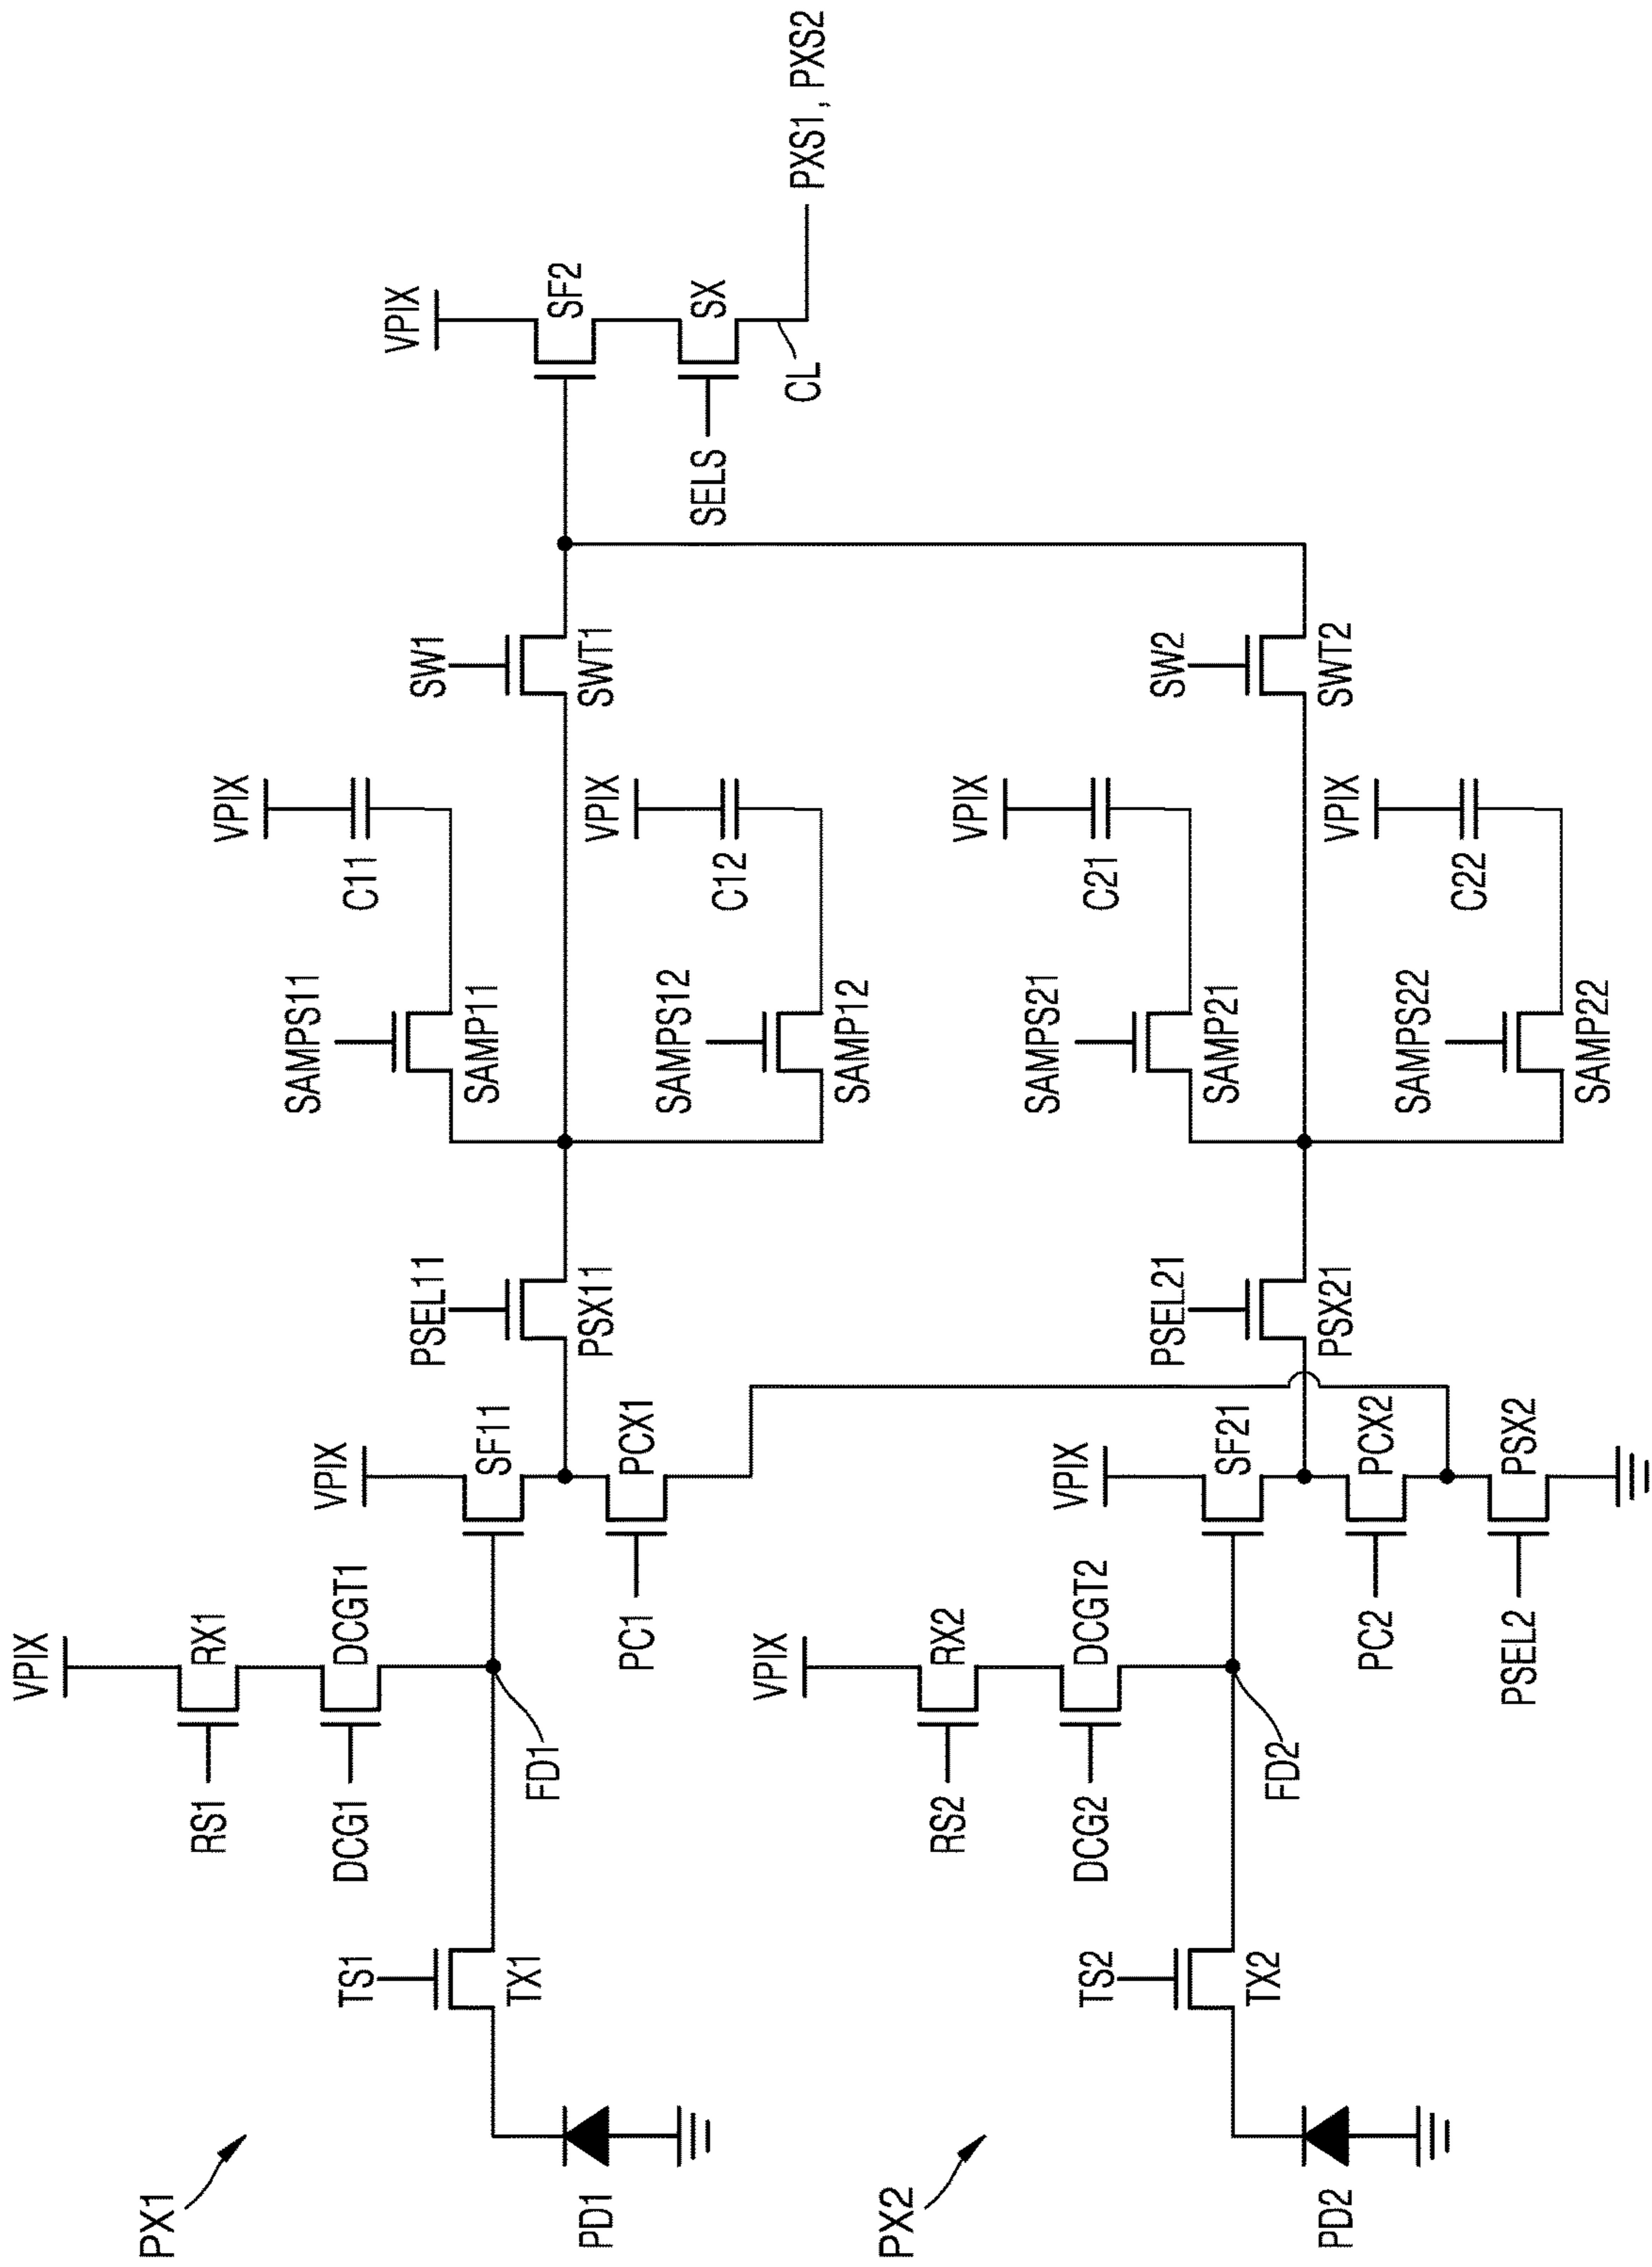 PX1
VPIX
RS1
RX1
DCG1
DCGT1
TS1
TX1
FD1
PD1
VPIX
SF11
PC1
PCX1
PSEL11
PSX11
SAMPS11
SAMP11
VPIX
C11
SAMPS12
SAMP12
VPIX
C12
SW1
SWT1
VPIX
SF2
SELS
SX
CL
PXS1, PXS2
PX2
VPIX
RS2
RX2
DCG2
DCGT2
TS2
TX2
FD2
PD2
VPIX
SF21
PC2
PCX2
PSEL2
PSX2
PSEL21
PSX21
SAMPS21
SAMP21
VPIX
C21
SAMPS22
SAMP22
VPIX
C22
SW2
SWT2